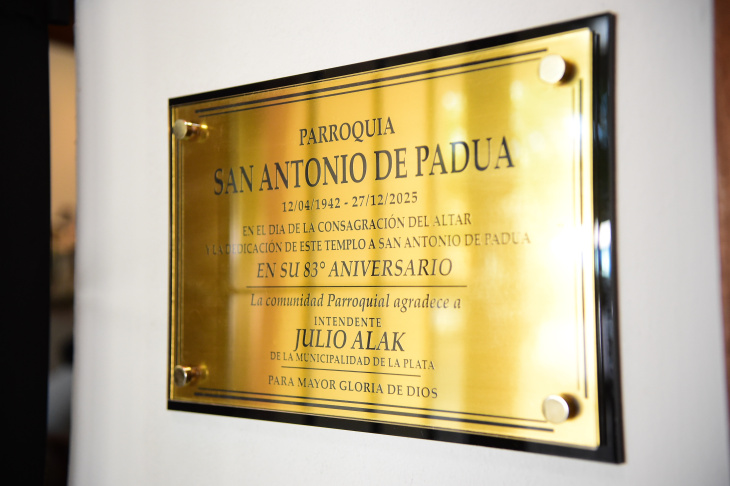 PARROQUIA
SAN ANTONIO DE PADUA
12/04/1942 - 27/12/2025
EN EL DIA DE LA CONSAGRACIÓN DEL ALTAR
Y LA DEDICACIÓN DE ESTE TEMPLO A SAN ANTONIO DE PADUA
EN SU 83° ANIVERSARIO
La comunidad Parroquial agradece a
INTENDENTE
JULIO ALAK
DE LA MUNICIPALIDAD DE LA PLATA
PARA MAYOR GLORIA DE DIOS